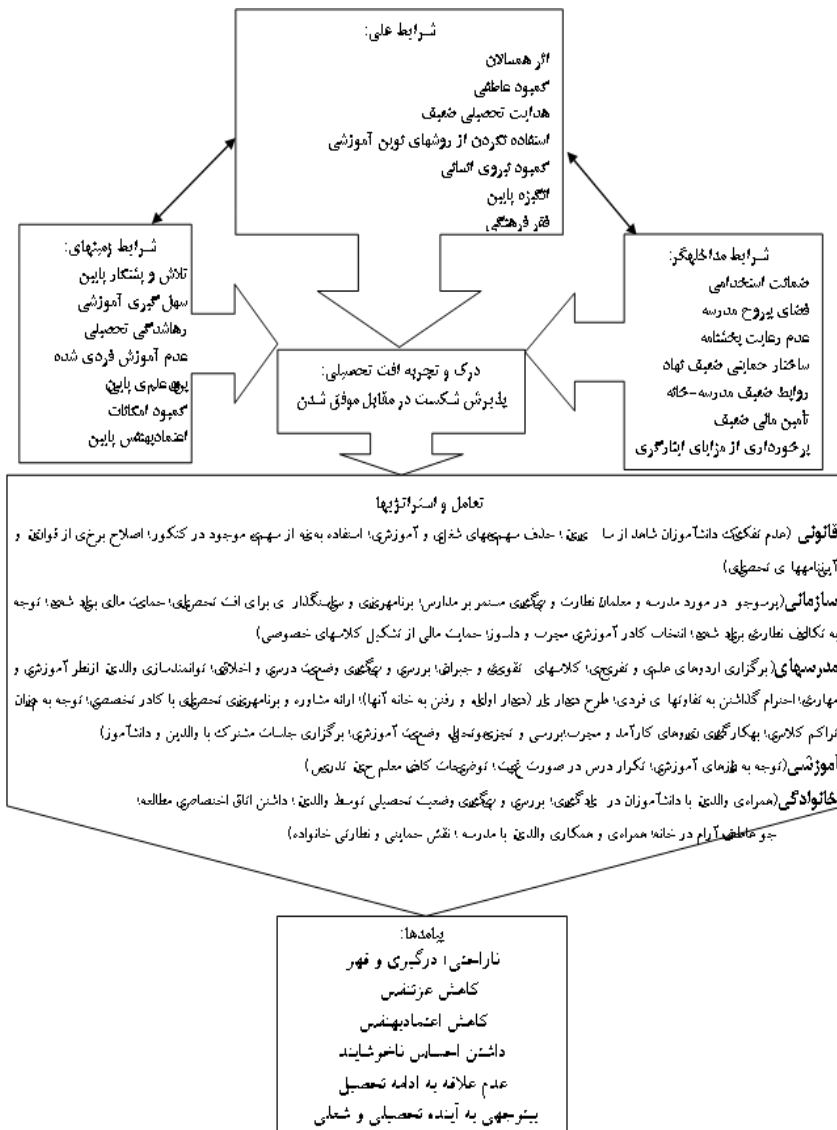 شرایط علی:
اثر همسالان
کمبود عاطفی
هدایت تحصیلی ضعیف
استفاده نکردن از روشهای نوین آموزشی
کمبود نیروی انسانی
انگیزه پایین
فقر فرهنگی
شرایط مداخلهگر:
ضمانت استخدامی
فضای بیروح مدرسه
عدم رعایت بخشنامه
ساختار حمایتی ضعیف نهاد
روابط ضعیف مدرسه-خانه
تأمین مالی ضعیف
برخورداری از مزایای ایثارگری
شرایط زمینهای:
تلاش و پشتکار پایین
سهل گیری آموزشی
رهاشدگی تحصیلی
عدم آموزش فردی شده
علمی پایین
کمبود امکانات
اعتمادبهنفس پایین
درک و تجربه افت تحصیلی:
پذیرش شکست در مقابل موفق شدن
تعامل و استراتژیها
قانونی (عدم تفکیک دانشآموزان شاهد از سا یرین؛ حذف سهمیههای شغلی و آموزشی؛ استفاده بهینه از سهمیه موجود در کنکور؛ اصلاح برخی از قوانین و
آییننامهها ی تحصیلی)
سازمانی(پرسوجو در مورد مدرسه و معلمان؛ نظارت و پیگیری مستمر بر مدارس؛ برنامهریزی و سیاستگذار ی برای افت تحصیلی؛ حمایت مالی بنیاد شهید؛ توجه
به تکالیف نظارتی بنیاد شهید؛ انتخاب کادر آموزشی مجرب و دلسوز؛ حمایت مالی از تشکیل کلاسهای خصوصی)
مدرسهای(برگزاری اردوهای علمی و تفریحی؛ کلاسهای تقویتی و جبرانی؛ بررسی و پیگیری وضعیت درسی و اخلاقی؛ توانمندسازی والدین ازنظر آموزشی و
مهارتی؛ احترام گذاشتن به تفاوتها ی فردی؛ طرح دیدار یار (دیدار اولیاء و رفتن به خانه آنها)؛ ارائه مشاوره و برنامهریزی تحصیلی با کادر تخصصی؛ توجه به میزان
تراکم کلاسی؛ بهکارگیری نیروهای کارآمد و مجرب؛بررسی و تجزیهوتحلیل وضعیت آموزشی؛ برگزاری جلسات مشترک با والدین و دانشآموز)
آموزشی(توجه به نیازهای آموزشی؛ تکرار درس در صورت غیبت؛ توضیحات کافی معلم حین تدریس)
خانوادگی(همراهی والدین با دانشآموزان در یادگیری؛ بررسی و پیگیری وضعیت تحصیلی توسط والدین؛ داشتن اتاق اختصاصی مطالعه؛
جو عاطفی آرام در خانه؛ همراهی و همکاری والدین با مدرسه؛ نقش حمایتی و نظارتی خانواده)
پیامدها:
ناراحتی؛ درگیری و قهر
کاهش عزتنفس
کاهش اعتمادبهنفس
داشتن احساس ناخوشایند
عدم علاقه به ادامه تحصیل
بیتوجهی به آینده تحصیلی و شغلی